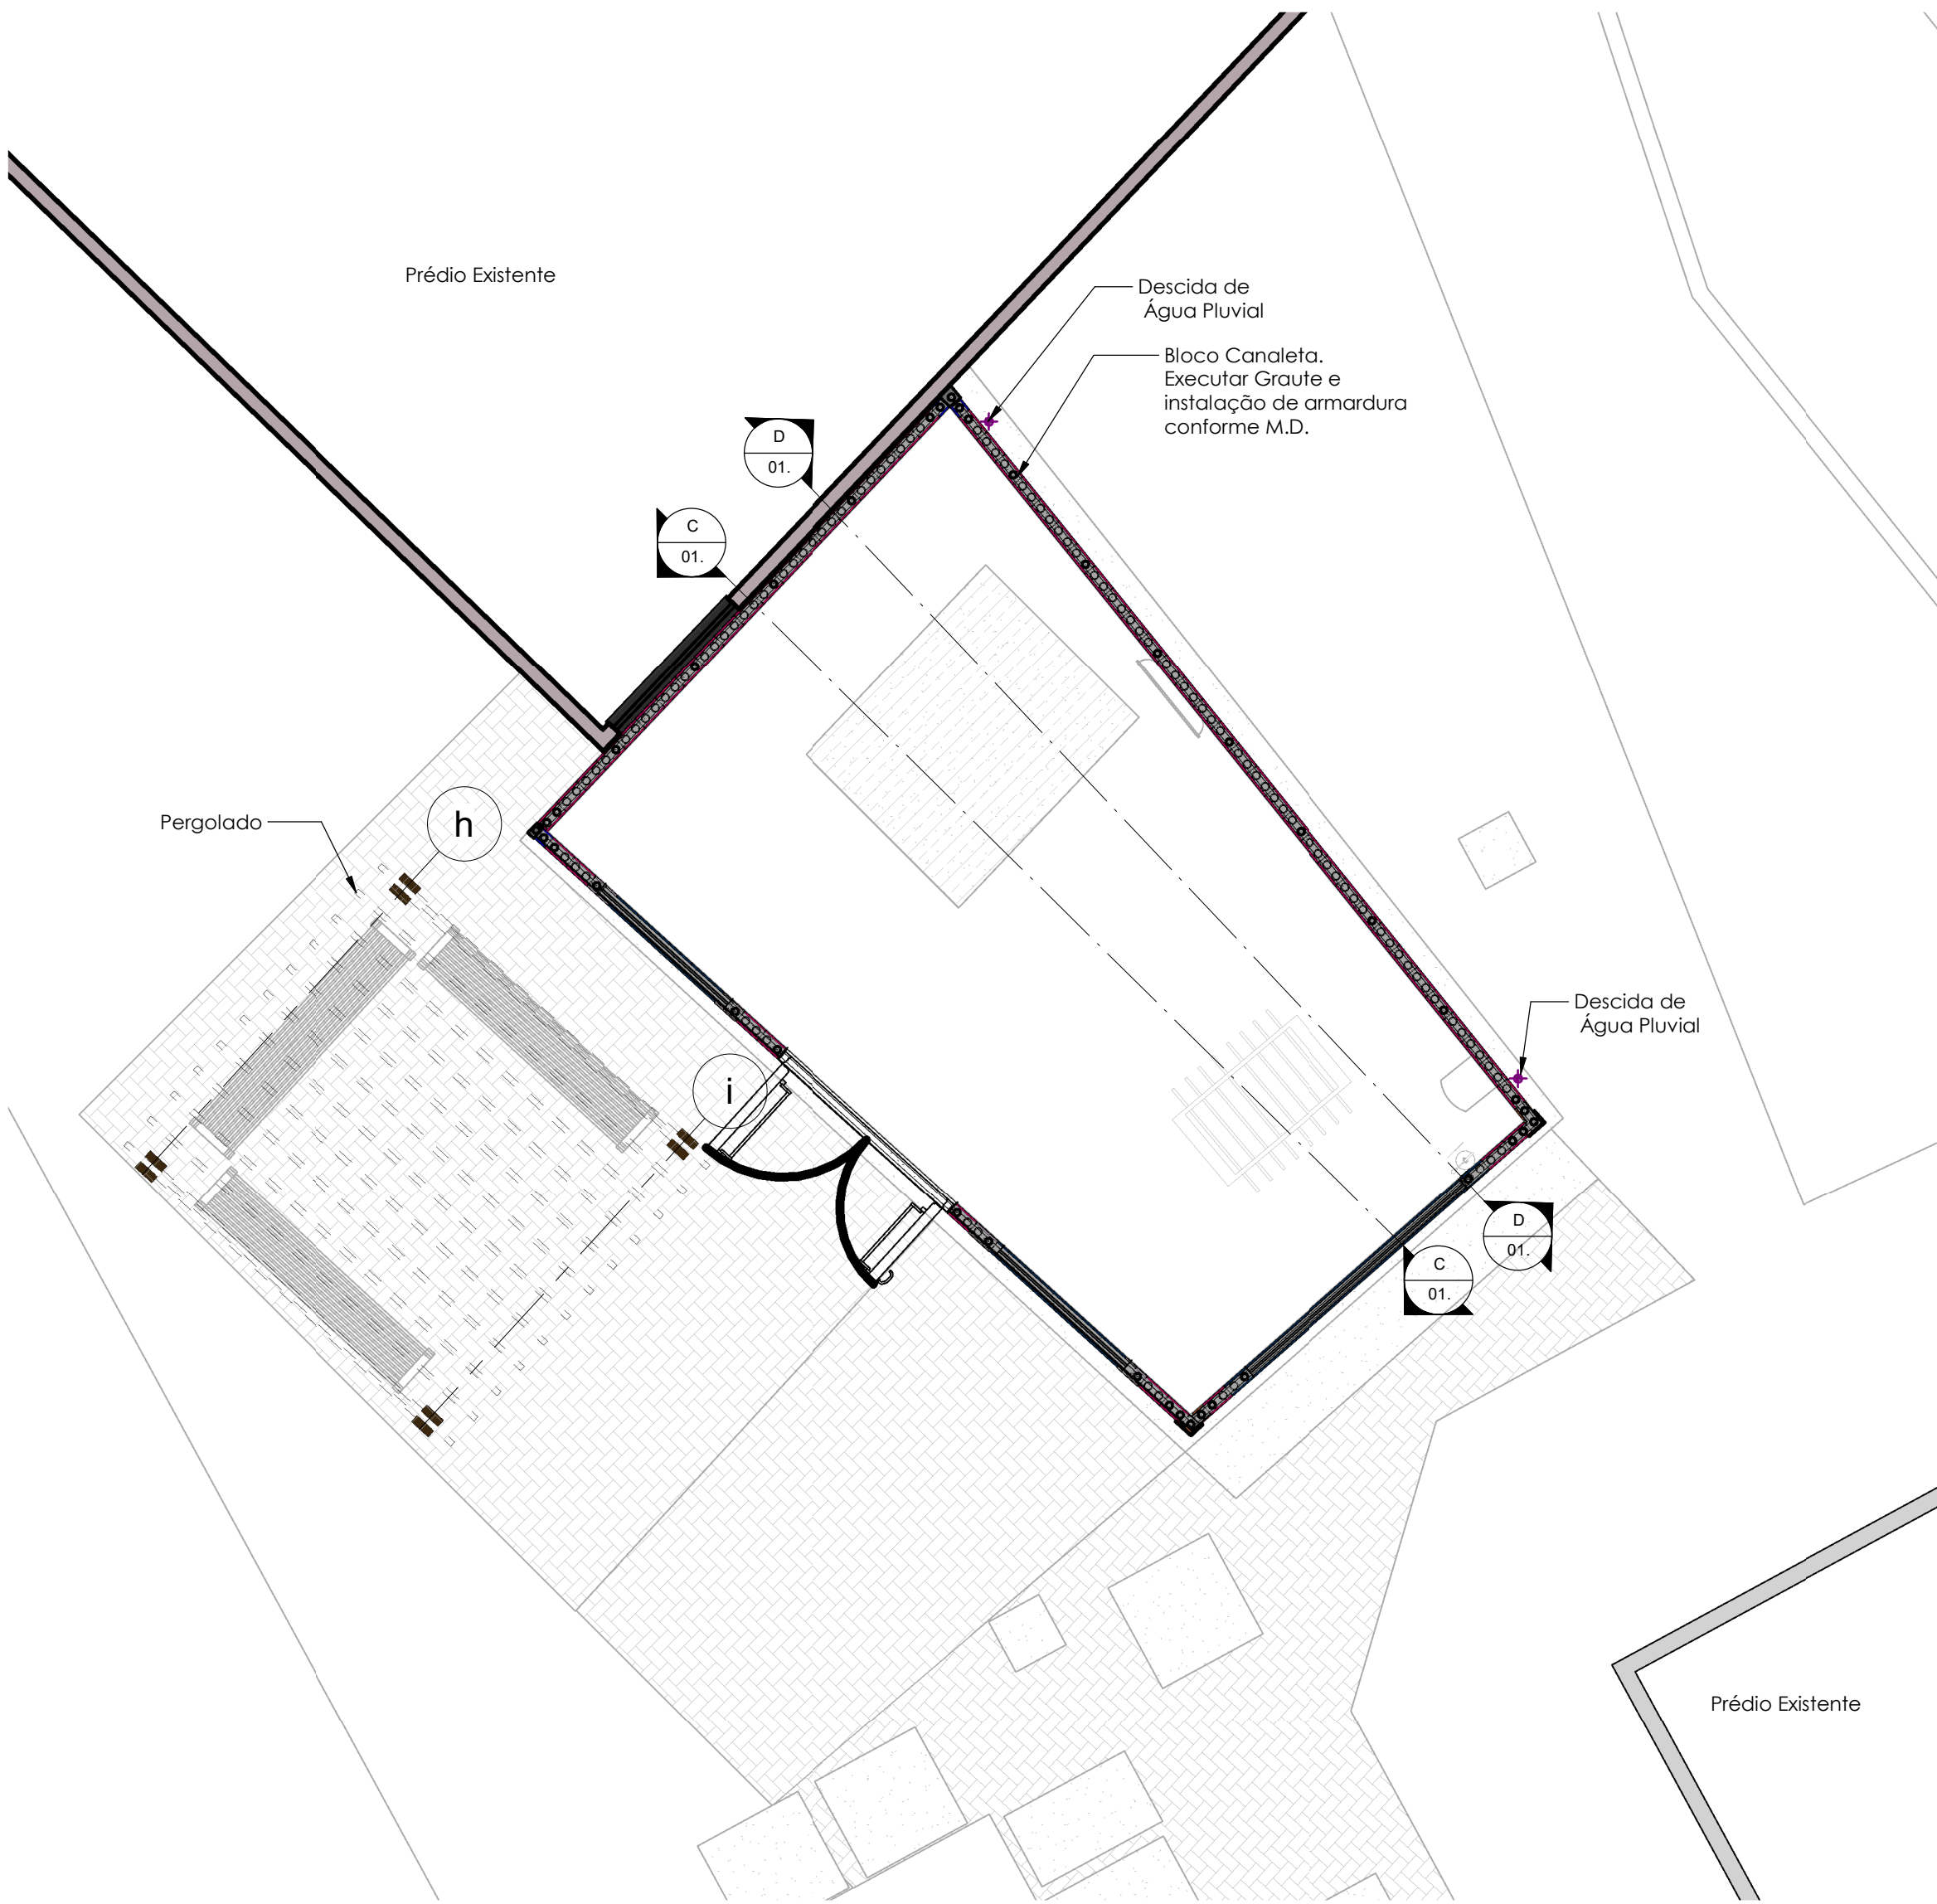 Prédio Existente
Descida de
Água Pluvial
Bloco Canaleta.
Executar Graute e
instalação de armardura
conforme M.D.
D
01.
C
01.
Pergolado
h
i
Descida de
Água Pluvial
D
01.
C
01.
Prédio Existente